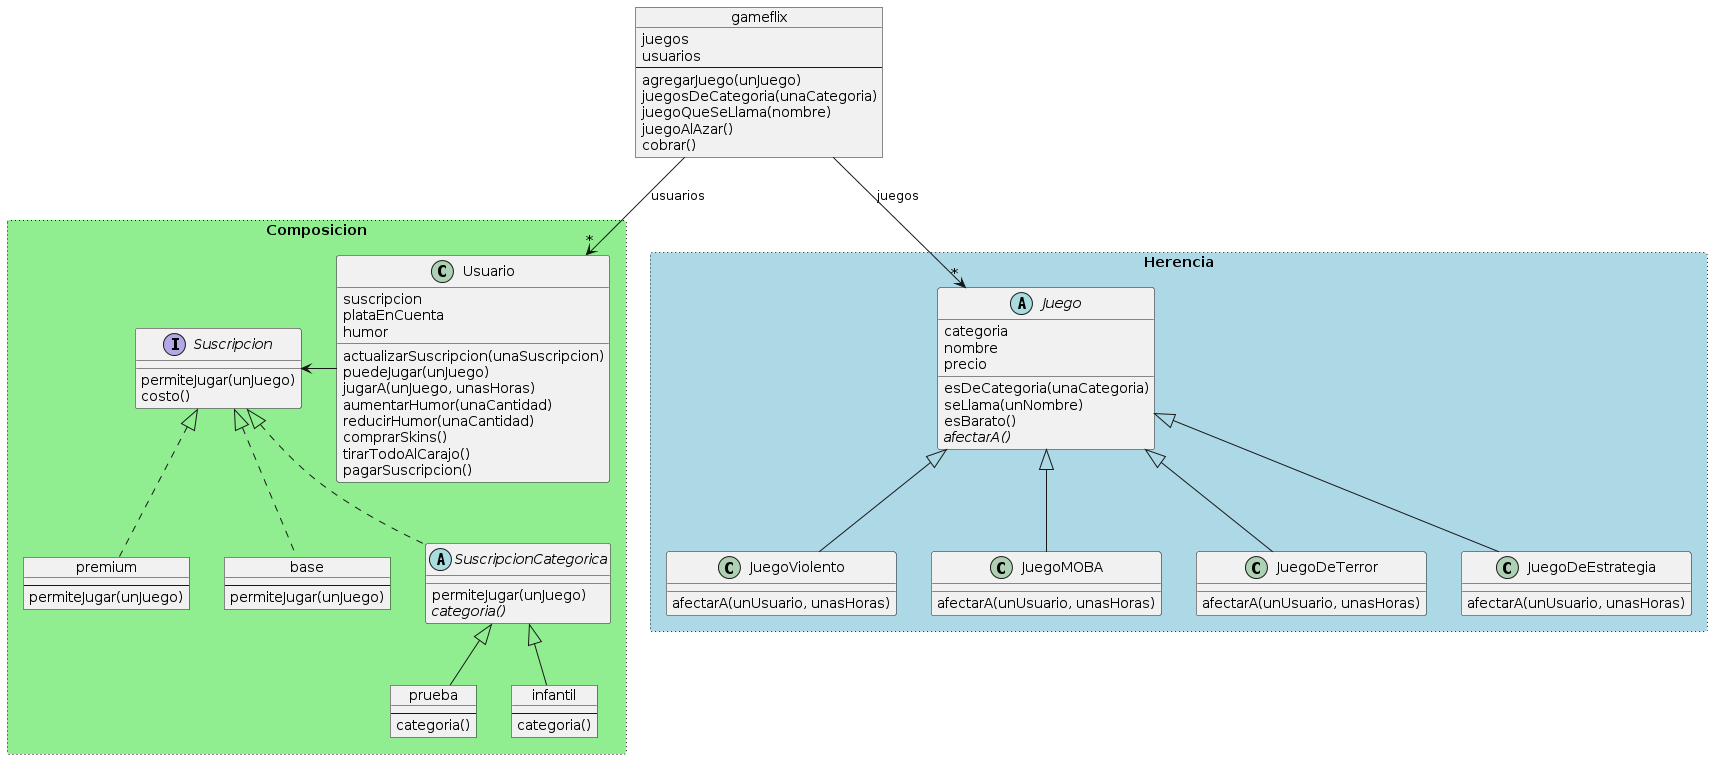 gameflix
juegos
usuarios
agregarJuego(unJuego)
juegosDeCategoria(unaCategoria)
juegoQueSeLlama(nombre)
juegoAlAzar()
cobrar()
usuarios
juegos
*
*
Composicion
C Usuario
suscripcion
plataEnCuenta
humor
actualizarSuscripcion(unaSuscripcion)
puedeJugar(unJuego)
jugarA(unJuego, unasHoras)
aumentarHumor(unaCantidad)
reducirHumor(unaCantidad)
comprarSkins()
tirarTodoAlCarajo()
pagarSuscripcion()
I Suscripcion
permiteJugar(unJuego)
costo()
premium
permiteJugar(unJuego)
base
permiteJugar(unJuego)
A SuscripcionCategorica
permiteJugar(unJuego)
categoria()
prueba
categoria()
infantil
categoria()
Herencia
A Juego
categoria
nombre
precio
esDeCategoria(unaCategoria)
seLlama(unNombre)
esBarato()
afectarA()
C JuegoViolento
afectarA(unUsuario, unasHoras)
C JuegoMOBA
afectarA(unUsuario, unasHoras)
C JuegoDeTerror
afectarA(unUsuario, unasHoras)
C JuegoDeEstrategia
afectarA(unUsuario, unasHoras)